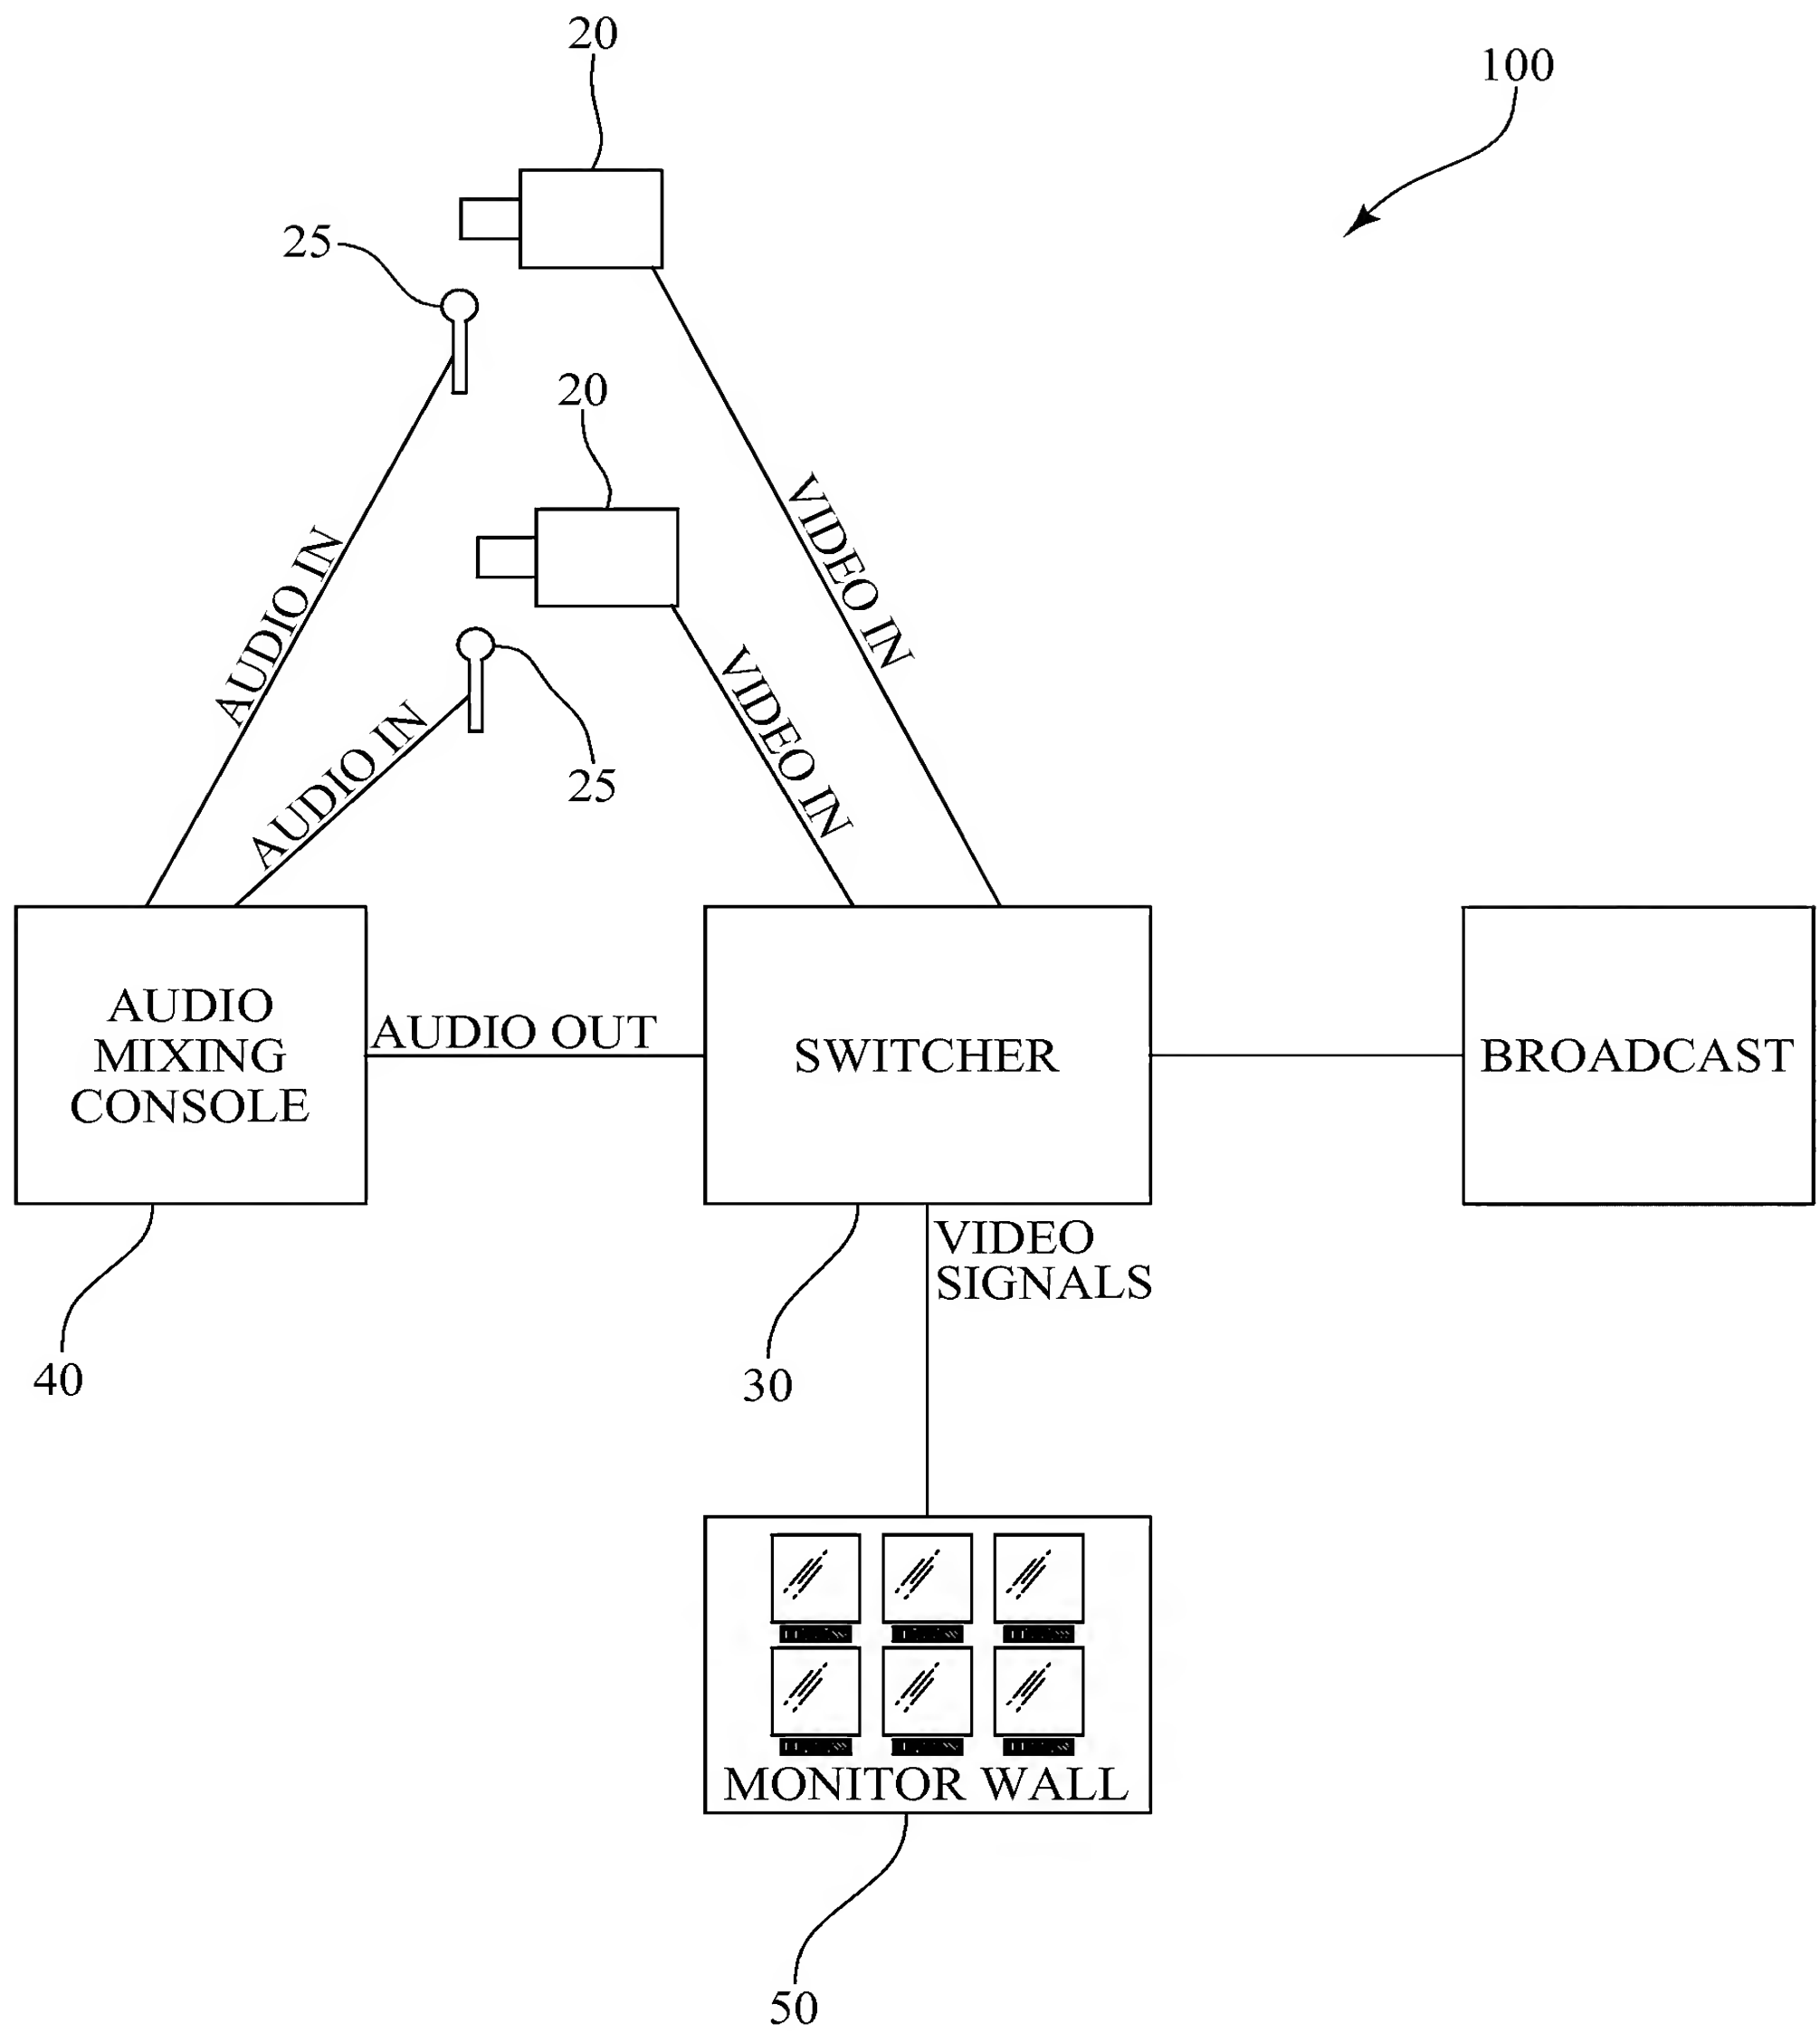 20
100
25
20
VIDEO IN
AUDIO IN
VIDEO IN
AUDIO IN
25
AUDIO
MIXING
CONSOLE
AUDIO OUT
SWITCHER
BROADCAST
VIDEO
SIGNALS
40
30
MONITOR WALL
50